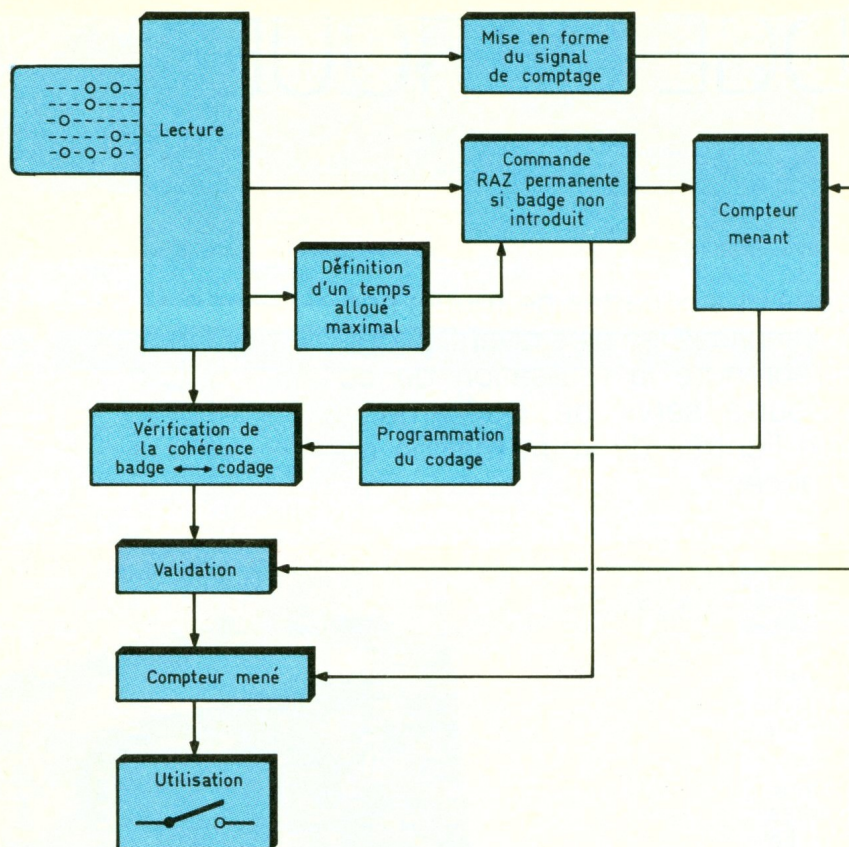 Mise en forme
du signal
de comptage
Lecture
Commande
RAZ permanente
si badge non
introduit
Compteur
menant
Définition
d'un temps
alloué
maximal
Vérification de
la cohérence
badge ⟷ codage
Programmation
du codage
Validation
Compteur mené
Utilisation